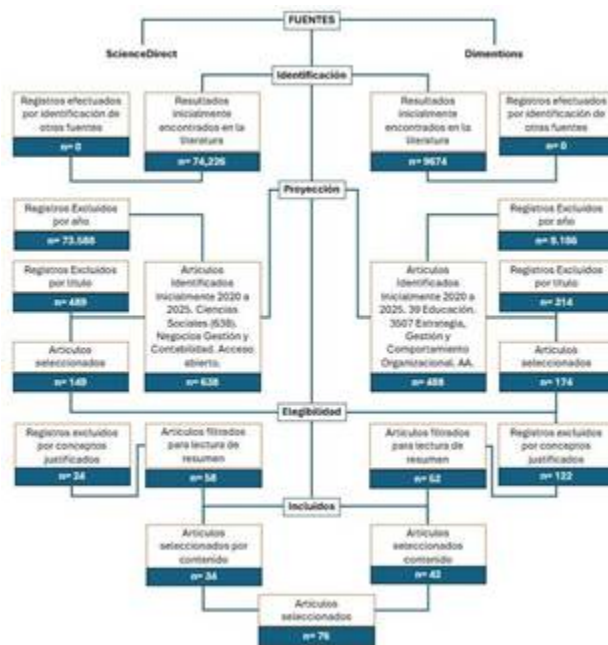 FUENTES
ScienceDirect
Dimentions
Identificación
Registros efectuados
por identificación de
otras fuentes
n= 0
Resultados
inicialmente
encontrados en la
literatura
n= 74,226
Resultados
inicialmente
encontrados en la
literatura
n= 9674
Registros efectuados
por identificación de
otras fuentes
n= 0
Proyección
Registros Excluidos
por año
n= 73.588
Registros Excluidos
por título
n= 489
Artículos
seleccionados
n= 149
Artículos
Identificados
Inicialmente 2020 a
2025. Ciencias
Sociales (638).
Negocios Gestión y
Contabilidad. Acceso
abierto.
n= 638
Artículos
Identificados
Inicialmente 2020 a
2025. 39 Educación.
3507 Estrategia,
Gestión y
Comportamiento
Organizacional. AA.
n= 488
Registros Excluidos
por año
n= 9.186
Registros Excluidos
por título
n= 314
Artículos
seleccionados
n= 174
Elegibilidad
Registros excluidos
por conceptos
justificados
n= 24
Artículos filtrados
para lectura de
resumen
n= 58
Artículos filtrados
para lectura de
resumen
n= 52
Registros excluidos
por conceptos
justificados
n= 122
Incluidos
Artículos
seleccionados por
contenido
n= 34
Artículos
seleccionados
contenido
n= 42
Artículos
seleccionados
n= 76